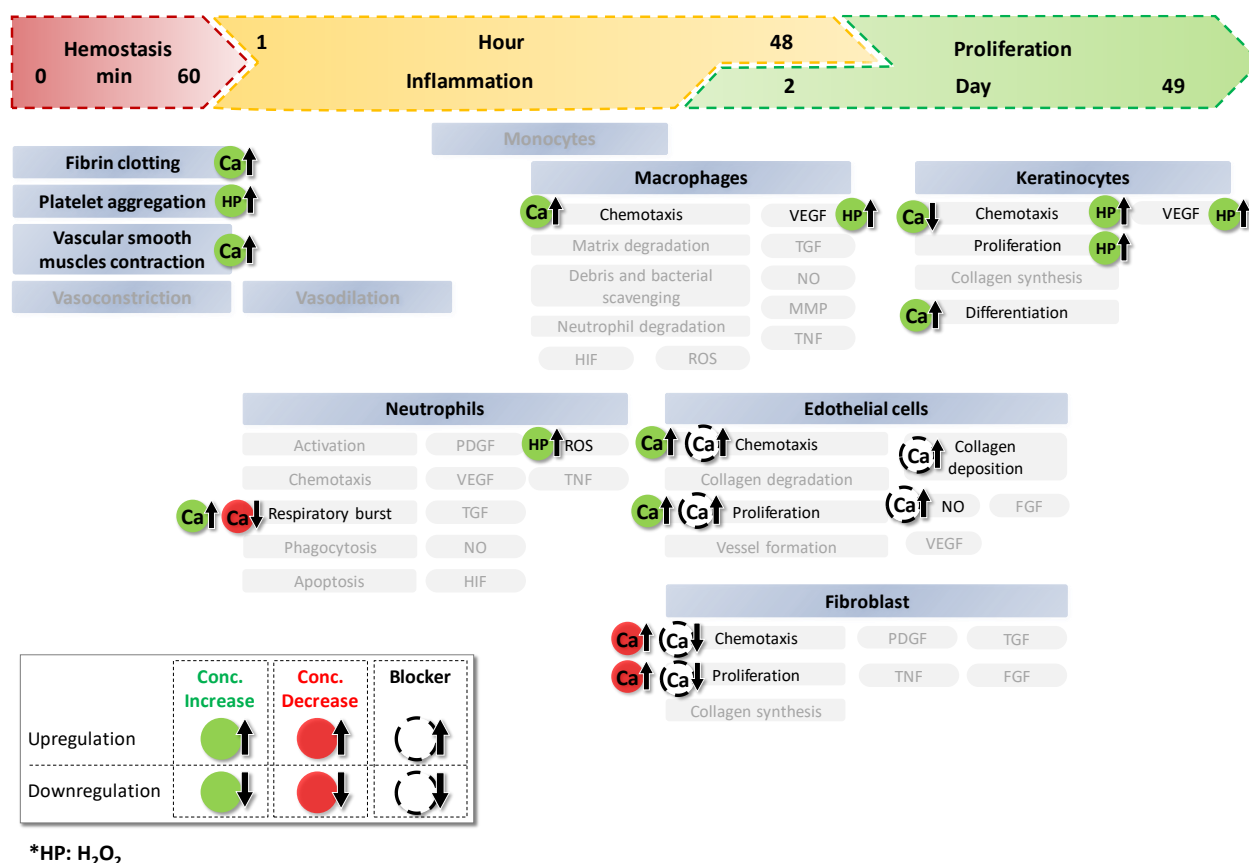 Hemostasis
0 min 60
1 Hour 48
Inflammation
Proliferation
2 Day 49
Monocytes
Fibrin clotting Ca
Platelet aggregation HP
Vascular smooth
muscles contraction Ca
Vasoconstriction
Vasodilation
Macrophages
Ca Chemotaxis
VEGF HP
Matrix degradation
TGF
Debris and bacterial
scavenging
NO
Neutrophil degradation
MMP
TNF
HIF
ROS
Keratinocytes
Ca Chemotaxis HP
VEGF HP
Proliferation HP
Collagen synthesis
Ca Differentiation
Neutrophils
Activation
PDGF
HP ROS
Chemotaxis
VEGF
TNF
Ca Ca Respiratory burst
TGF
Phagocytosis
NO
Apoptosis
HIF
Edothelial cells
Ca Ca Chemotaxis
Ca Collagen
deposition
Collagen degradation
Ca Ca Proliferation
Ca NO
FGF
Vessel formation
VEGF
Fibroblast
Ca Ca Chemotaxis
PDGF
TGF
Ca Ca Proliferation
TNF
FGF
Collagen synthesis
Conc.
Increase
Conc.
Decrease
Blocker
Upregulation
Downregulation
*HP: H₂O₂